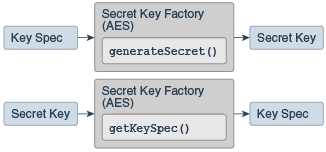 Secret Key Factory
(AES)
Key Spec
generateSecret()
Secret Key
Secret Key Factory
(AES)
Secret Key
getKeySpec()
Key Spec